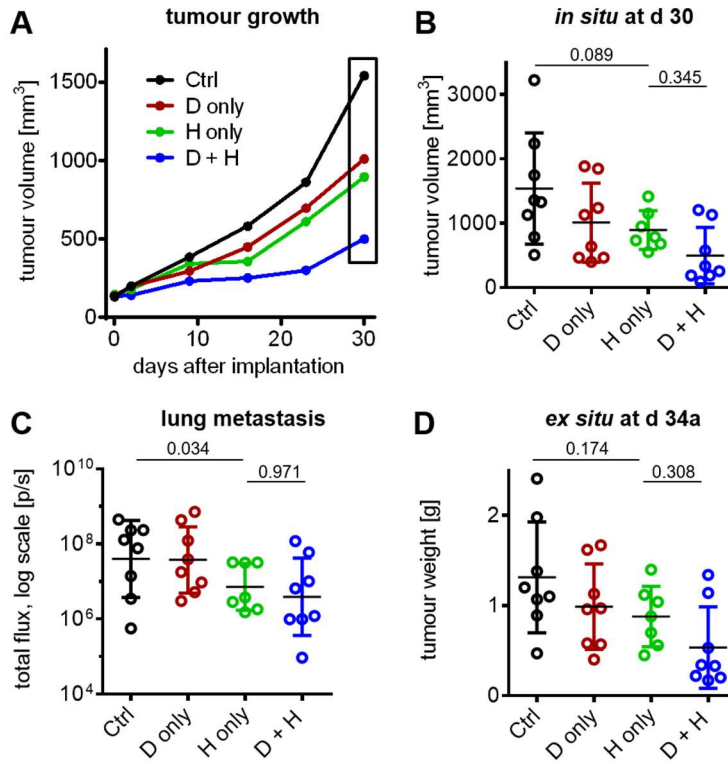 A
tumour growth
tumour volume [mm³]
1500
1000
500
0
Ctrl
D only
H only
D + H
0
10
20
30
days after implantation
B
in situ at d 30
0.089
0.345
tumour volume [mm³]
3000
2000
1000
0
Ctrl
D only
H only
D + H
C
lung metastasis
0.034
0.971
total flux, log scale [p/s]
10¹⁰
10⁸
10⁶
10⁴
Ctrl
D only
H only
D + H
D
ex situ at d 34a
0.174
0.308
tumour weight [g]
2
1
0
Ctrl
D only
H only
D + H